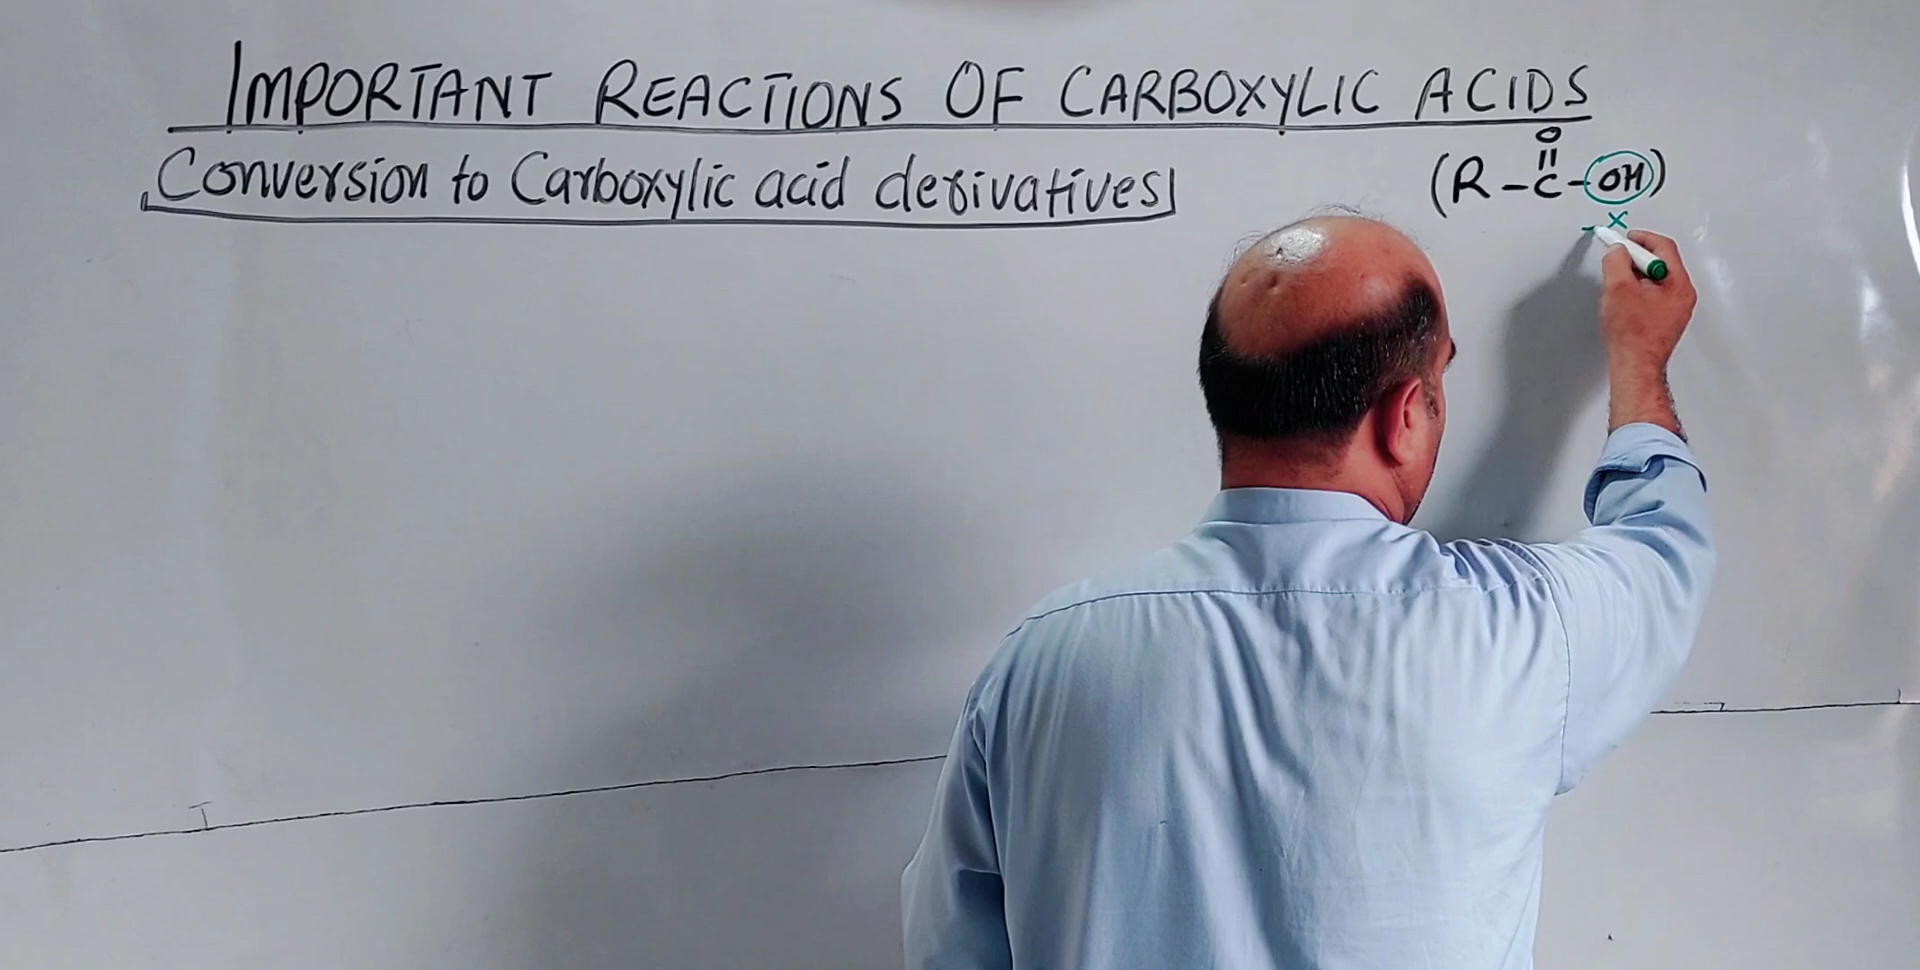 IMPORTANT REACTIONS OF CARBOXYLIC ACIDS
Conversion to Carboxylic acid derivatives
O
||
(R-C-OH)
-X